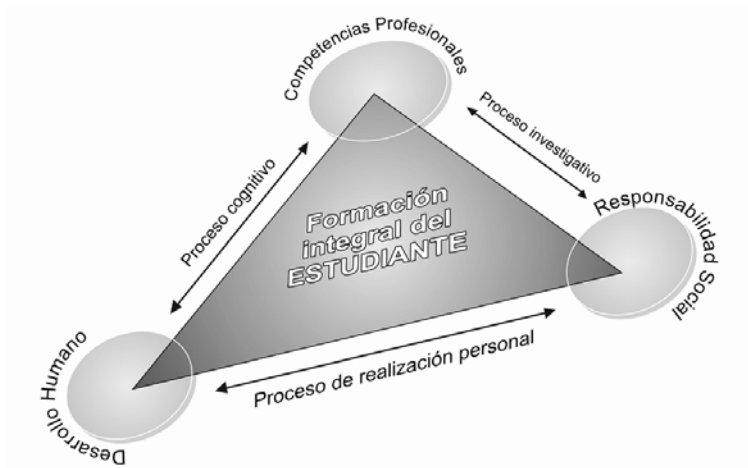 Competencias Profesionales
Proceso investigativo
Proceso cognitivo
Responsabilidad Social
Formación
integral del
ESTUDIANTE
Desarrollo Humano
Proceso de realización personal